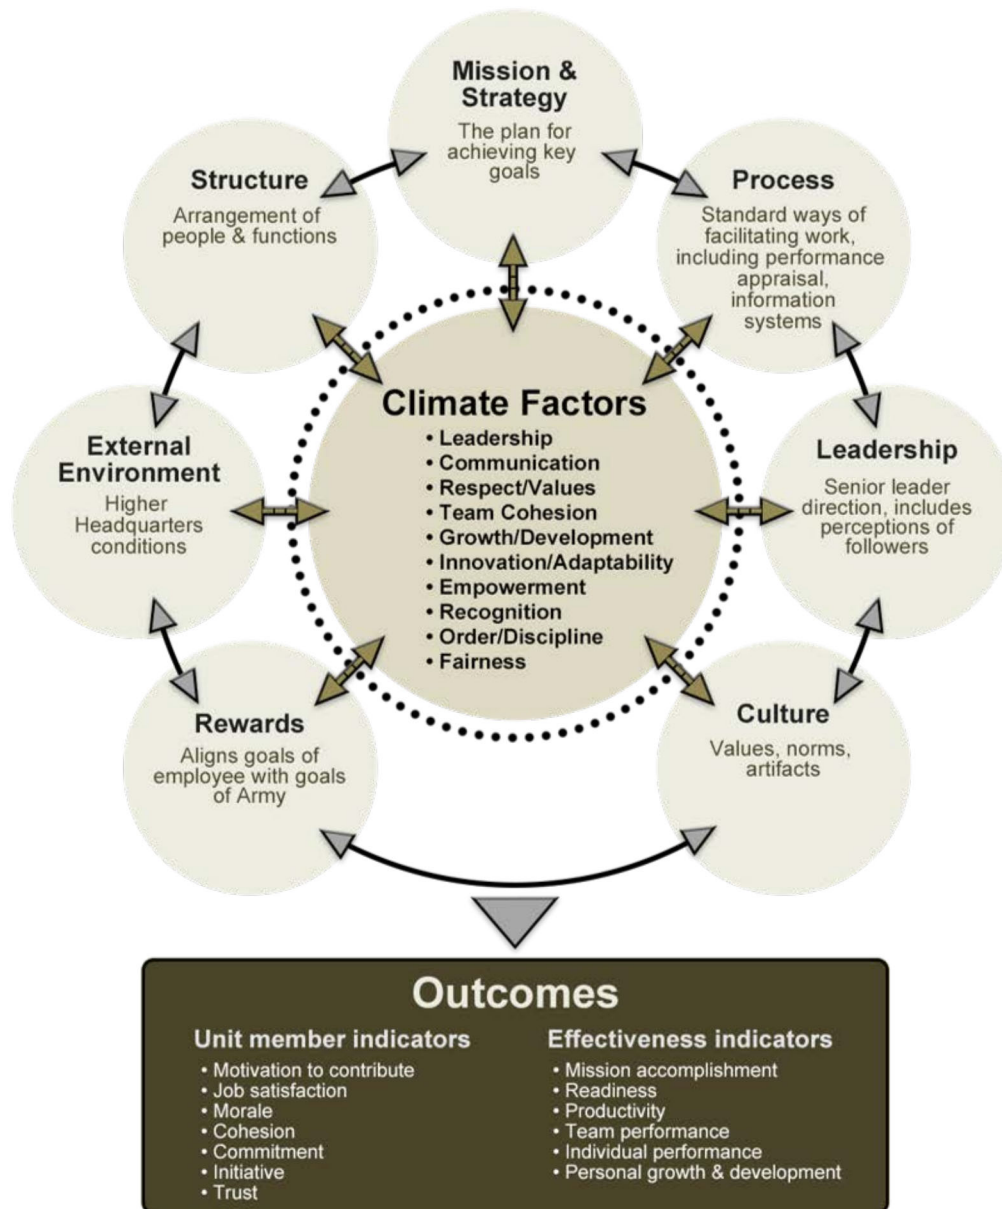 Mission &
Strategy
The plan for
achieving key
goals
Structure
Arrangement of
people & functions
Process
Standard ways of
facilitating work,
including performance
appraisal,
information
systems
External
Environment
Higher
Headquarters
conditions
Climate Factors
• Leadership
• Communication
• Respect/Values
• Team Cohesion
• Growth/Development
• Innovation/Adaptability
• Empowerment
• Recognition
• Order/Discipline
• Fairness
Leadership
Senior leader
direction, includes
perceptions of
followers
Rewards
Aligns goals of
employee with goals
of Army
Culture
Values, norms,
artifacts
Outcomes
Unit member indicators
• Motivation to contribute
• Job satisfaction
• Morale
• Cohesion
• Commitment
• Initiative
• Trust
Effectiveness indicators
• Mission accomplishment
• Readiness
• Productivity
• Team performance
• Individual performance
• Personal growth & development